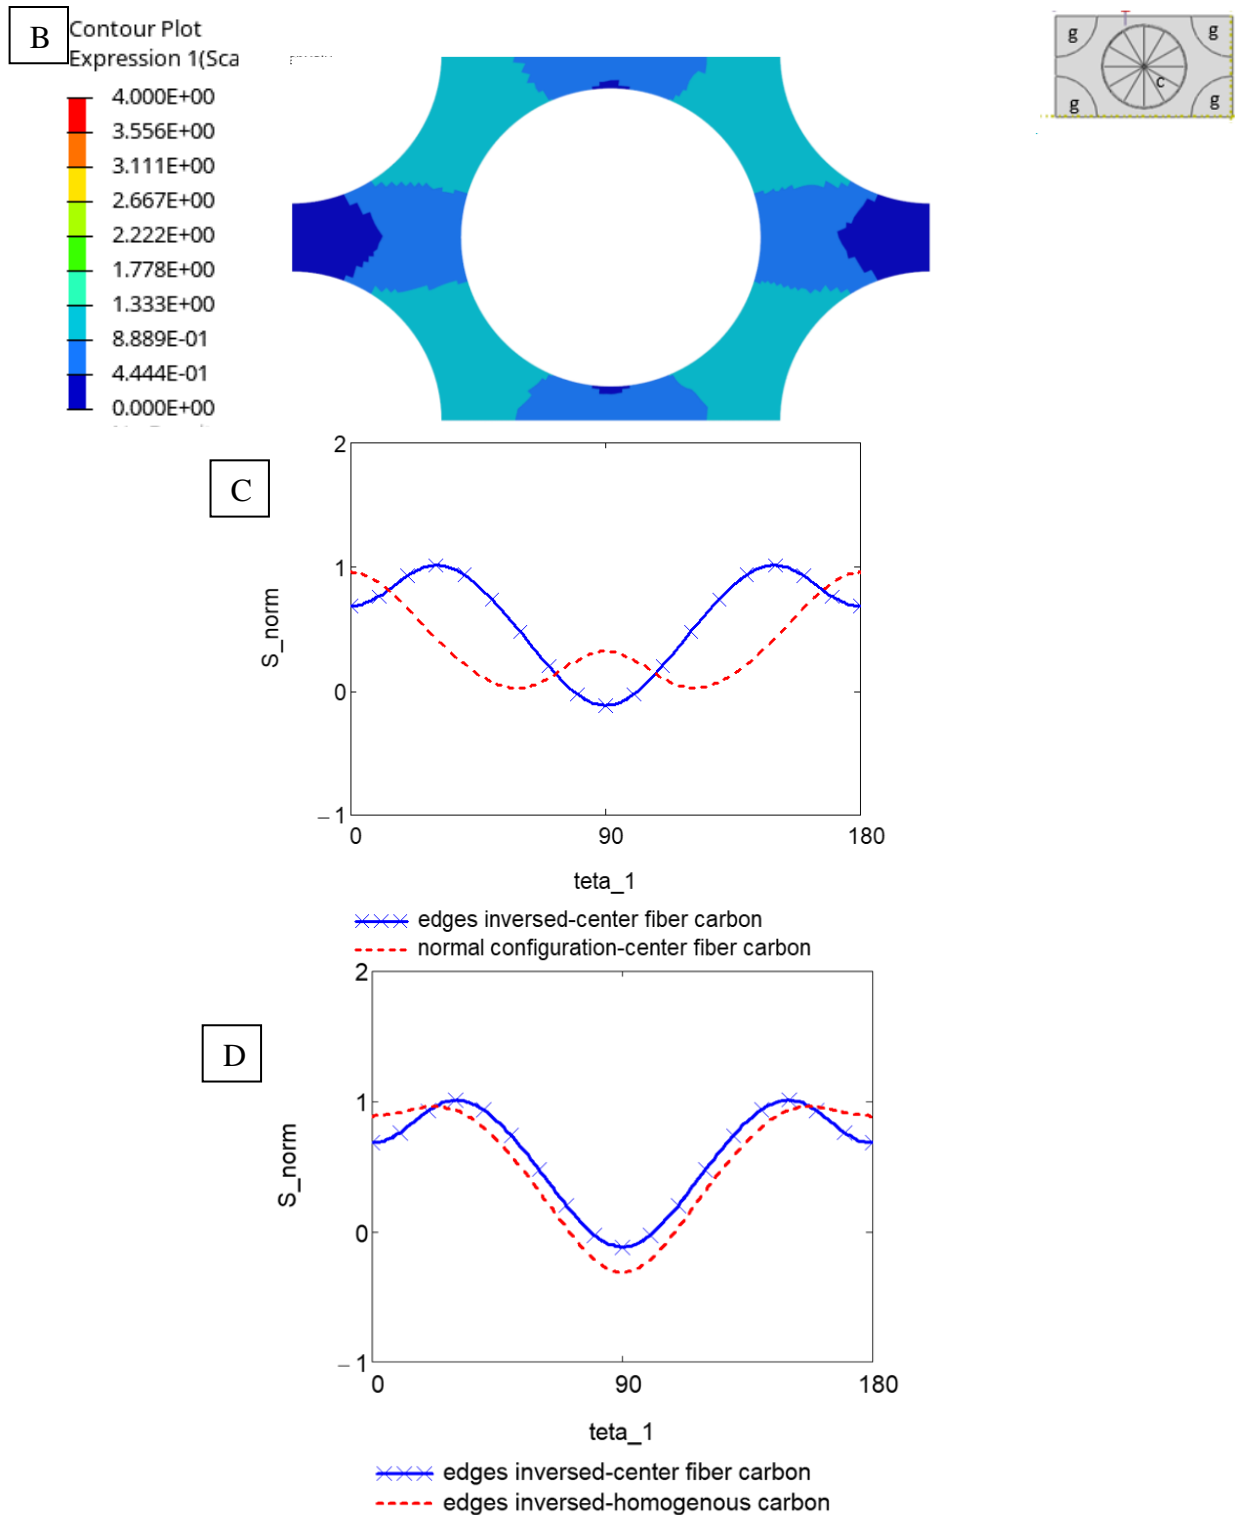 B
Contour Plot
Expression 1(Sca
4.000E+00
3.556E+00
3.111E+00
2.667E+00
2.222E+00
1.778E+00
1.333E+00
8.889E-01
4.444E-01
0.000E+00
g g
c
g g
C
2
1
0
−1
S_norm
0 90 180
teta_1
edges inversed-center fiber carbon
normal configuration-center fiber carbon
D
2
1
0
−1
S_norm
0 90 180
teta_1
edges inversed-center fiber carbon
edges inversed-homogenous carbon